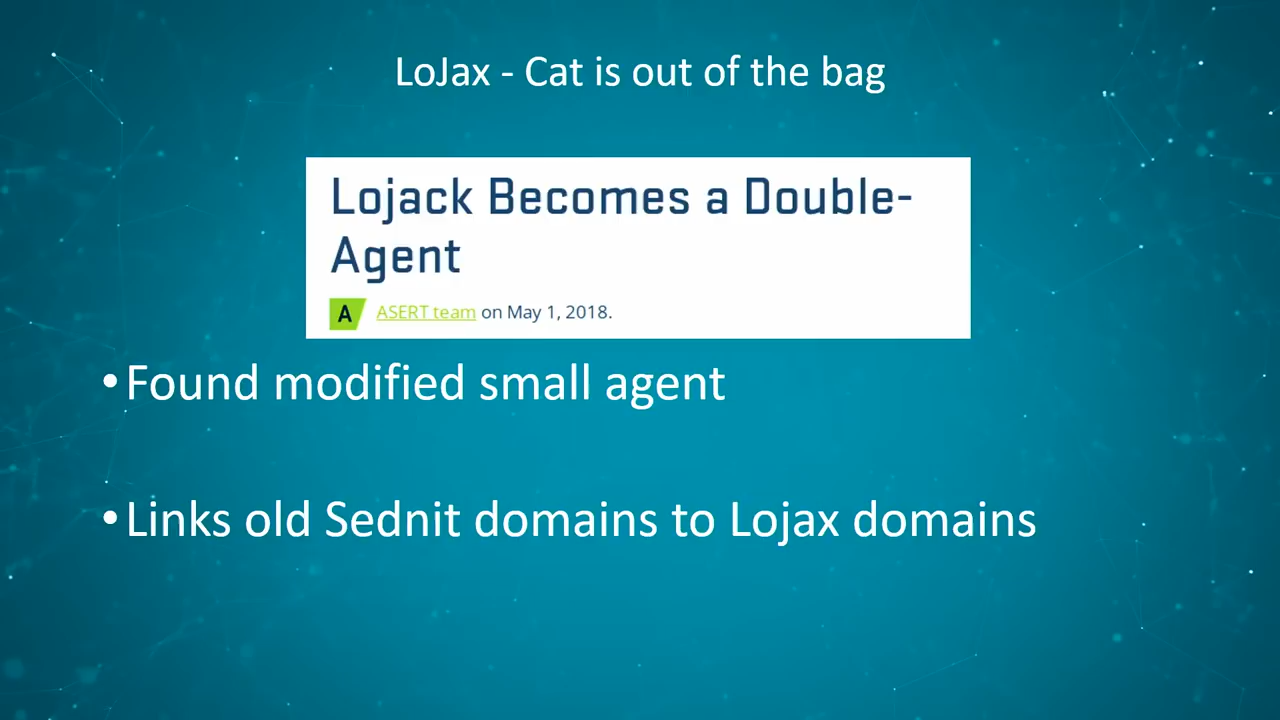 LoJax - Cat is out of the bag
Lojack Becomes a Double-
Agent
A ASERT team on May 1, 2018.
•Found modified small agent
•Links old Sednit domains to Lojax domains